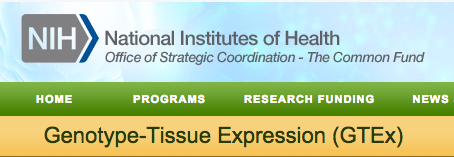 NIH National Institutes of Health
Office of Strategic Coordination - The Common Fund
HOME PROGRAMS RESEARCH FUNDING NEWS
Genotype-Tissue Expression (GTEx)